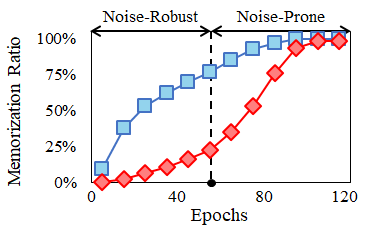 Noise-Robust Noise-Prone
100%
75%
50%
25%
0%
Memorization Ratio
0 40 80 120
Epochs